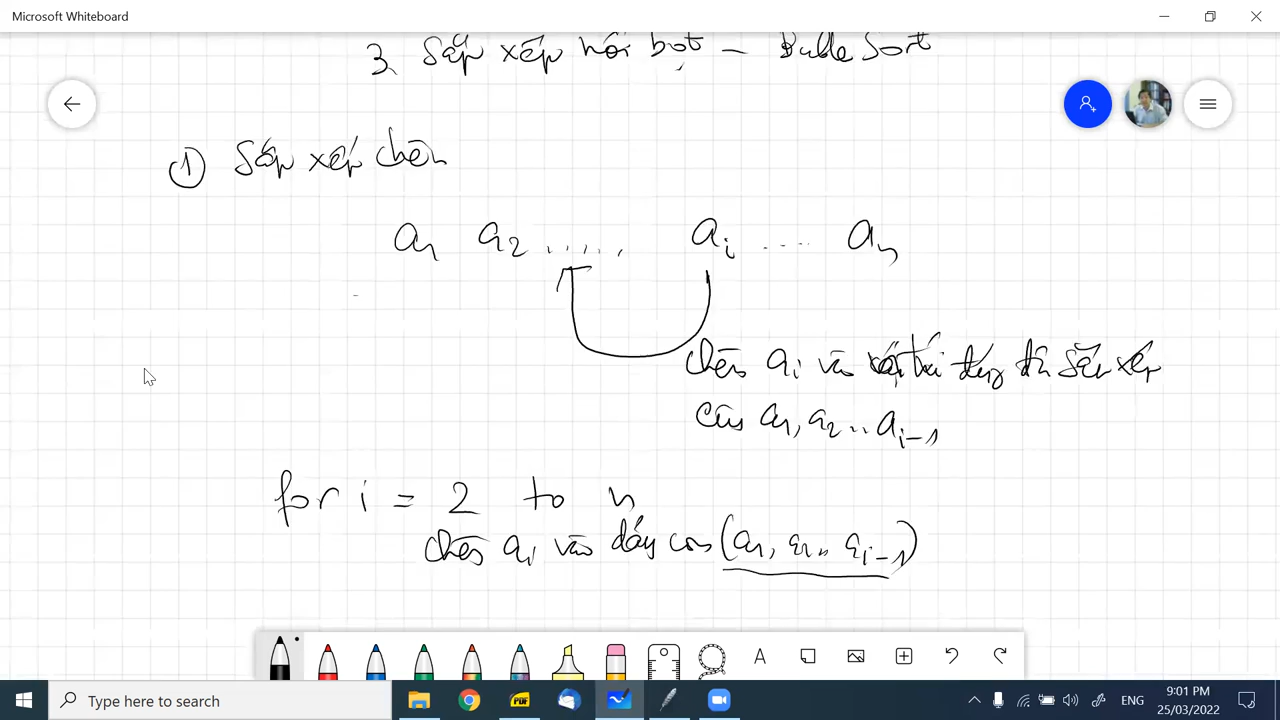 Microsoft Whiteboard
3. Sắp xếp nổi bọt - Buble Sort
① Sắp xếp chèn
a1 a2 ..... ai .... an
chèn ai vào đúng đã sắp xếp
của a1, a2 .. ai-1
for i = 2 to n
chèn ai vào dãy con (a1, a2,, ai-1)
A
Type here to search
PDF
ENG
9:01 PM
25/03/2022